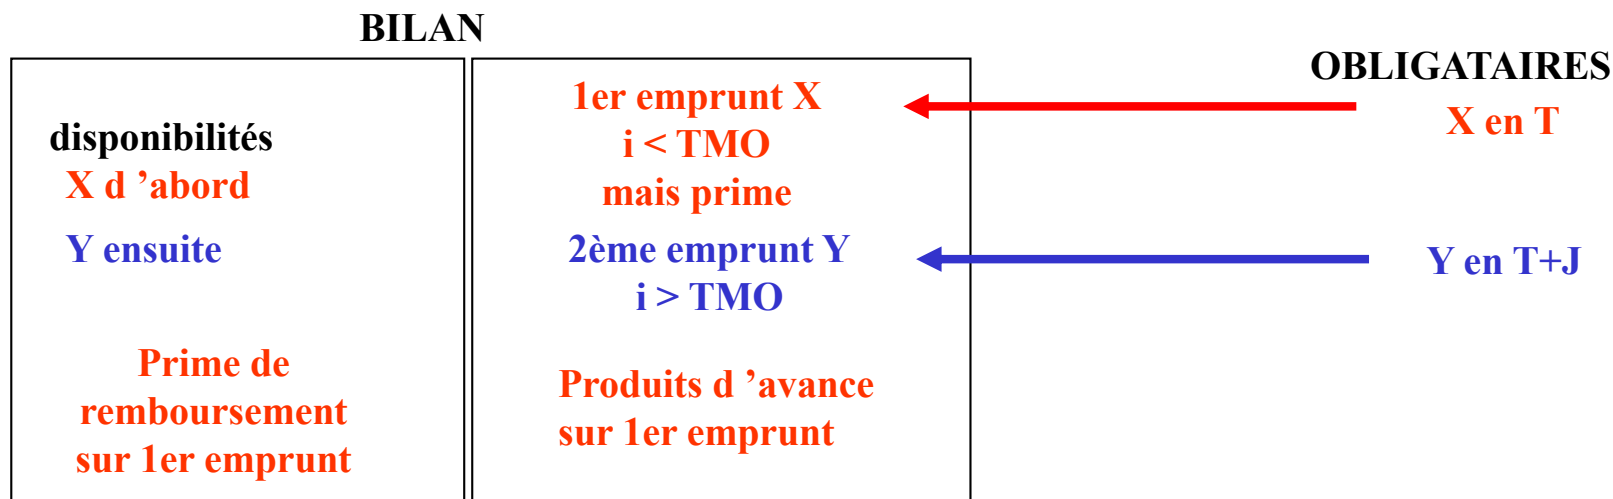 BILAN
disponibilités
X d ’abord
Y ensuite
Prime de
remboursement
sur 1er emprunt
1er emprunt X
i < TMO
mais prime
2ème emprunt Y
i > TMO
Produits d ’avance
sur 1er emprunt
OBLIGATAIRES
X en T
Y en T+J